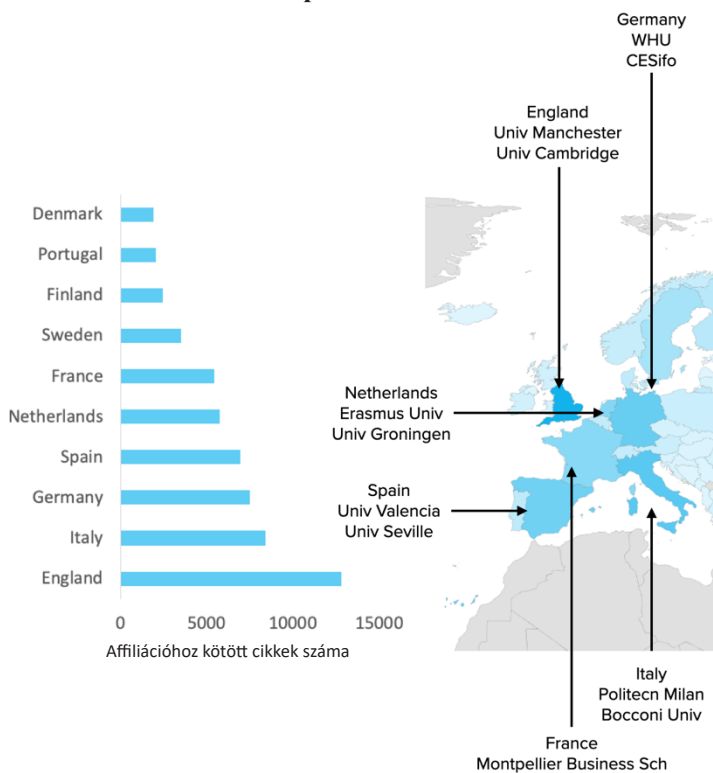 Germany
WHU
CESifo
England
Univ Manchester
Univ Cambridge
Denmark
Portugal
Finland
Sweden
France
Netherlands
Spain
Germany
Italy
England
0
5000
10000
15000
Affiliációhoz kötött cikkek száma
Netherlands
Erasmus Univ
Univ Groningen
Spain
Univ Valencia
Univ Seville
Italy
Politecn Milan
Bocconi Univ
France
Montpellier Business Sch